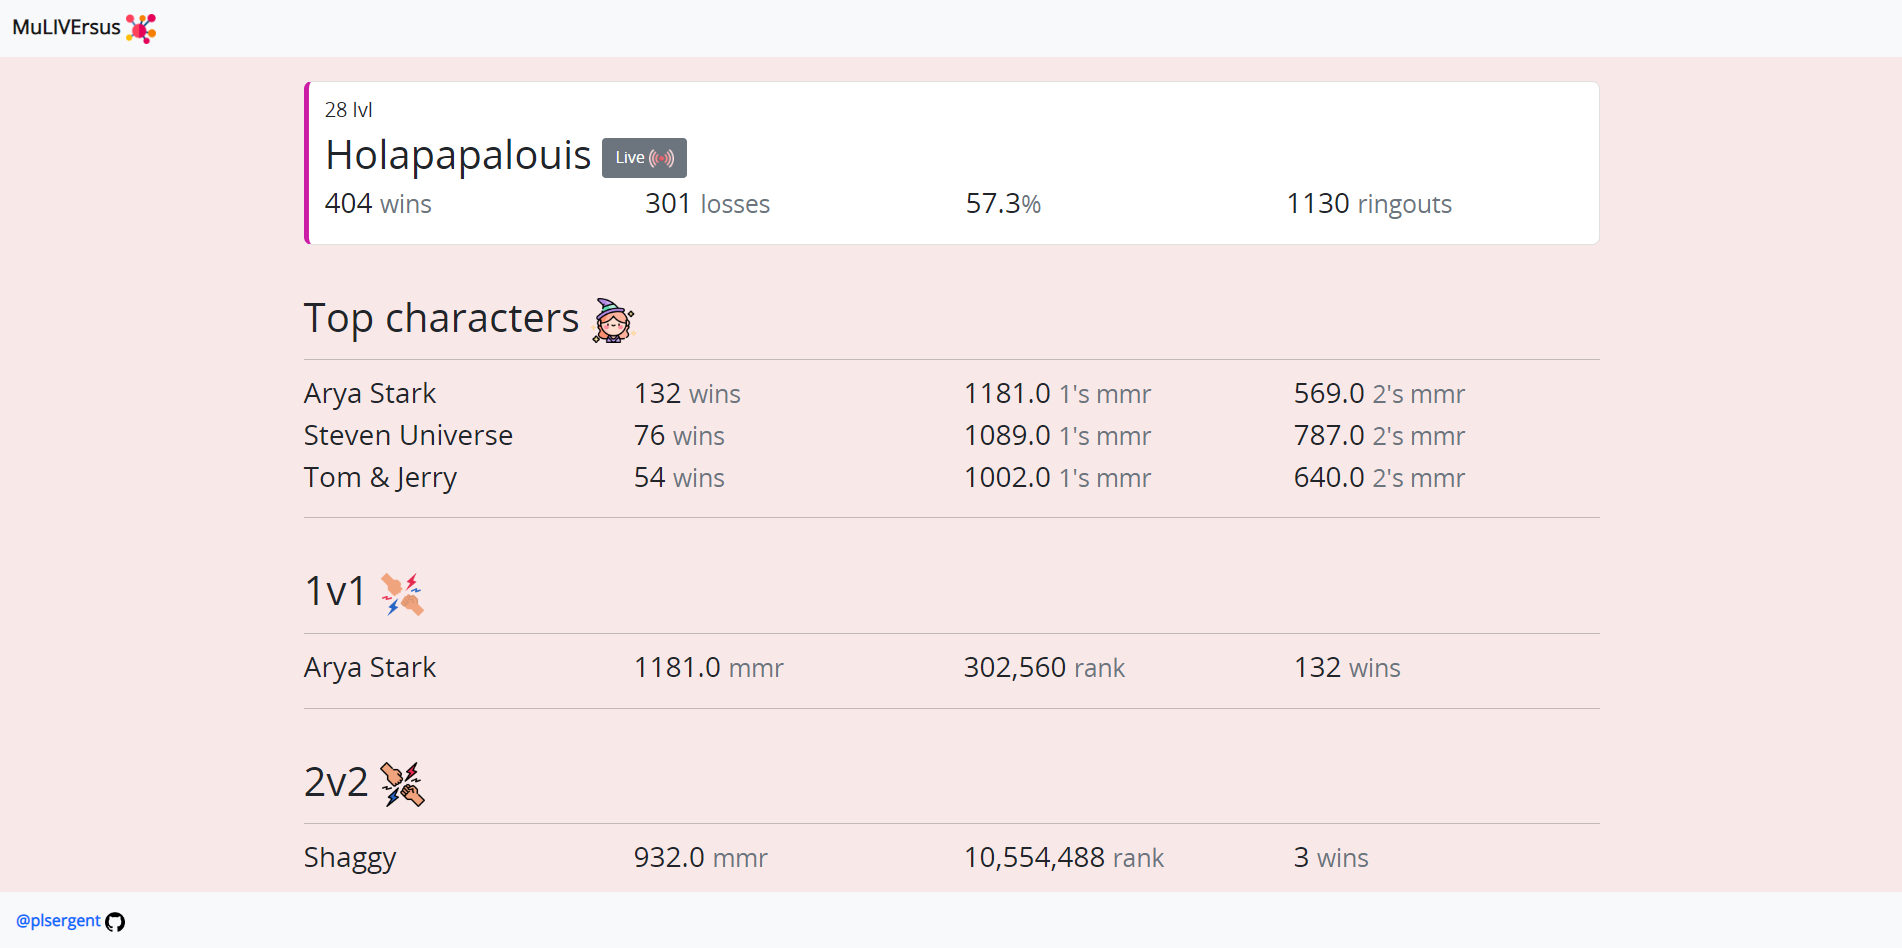 MuLIVErsus
28 lvl
Holapapalouis Live
404 wins 301 losses 57.3% 1130 ringouts
Top characters
Arya Stark 132 wins 1181.0 1's mmr 569.0 2's mmr
Steven Universe 76 wins 1089.0 1's mmr 787.0 2's mmr
Tom & Jerry 54 wins 1002.0 1's mmr 640.0 2's mmr
1v1
Arya Stark 1181.0 mmr 302,560 rank 132 wins
2v2
Shaggy 932.0 mmr 10,554,488 rank 3 wins
@plsergent